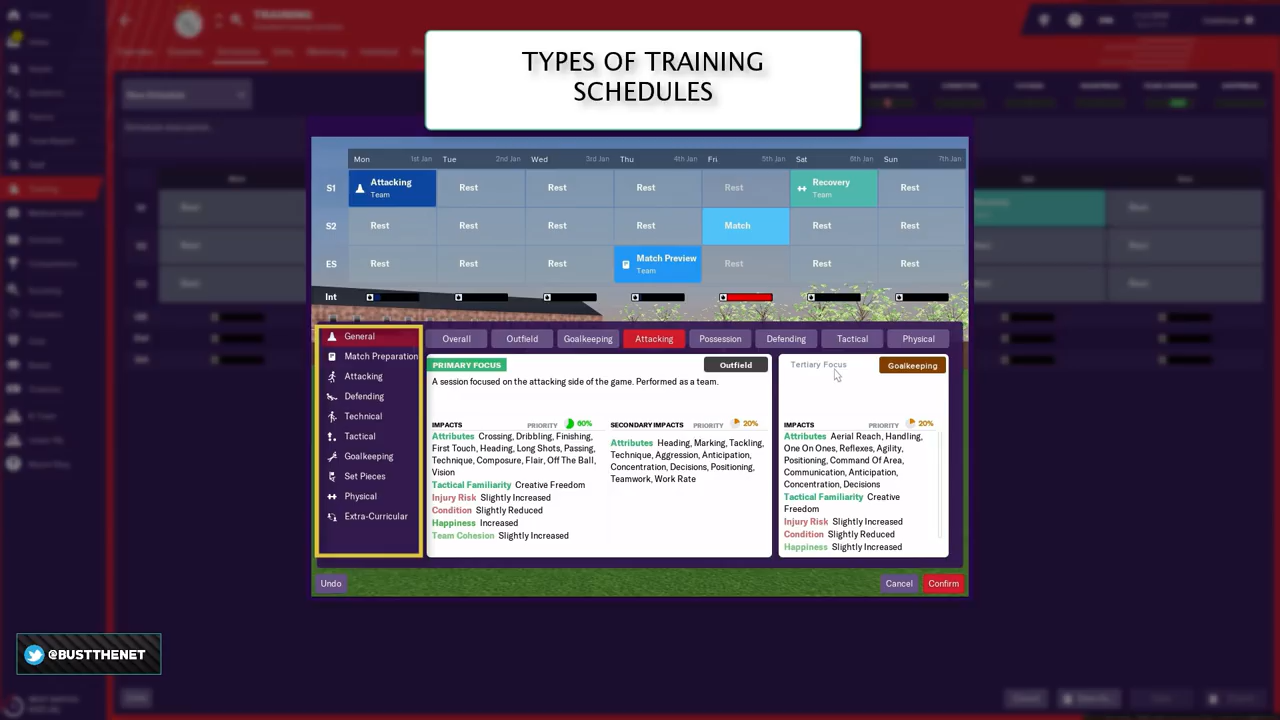 TRAINING
TYPES OF TRAINING
SCHEDULES
Mon 1st Jan Tue 2nd Jan Wed 3rd Jan Thu 4th Jan Fri 5th Jan Sat 6th Jan Sun 7th Jan
S1 Attacking Team Rest Rest Rest Rest Recovery Team Rest
S2 Rest Rest Rest Rest Match Rest Rest
ES Rest Rest Rest Match Preview Team Rest Rest Rest
Int
General
Match Preparation
Attacking
Defending
Technical
Tactical
Goalkeeping
Set Pieces
Physical
Extra-Curricular
Overall Outfield Goalkeeping Attacking Possession Defending Tactical Physical
PRIMARY FOCUS Outfield
A session focused on the attacking side of the game. Performed as a team.
IMPACTS PRIORITY 60%
Attributes Crossing, Dribbling, Finishing,
First Touch, Heading, Long Shots, Passing,
Technique, Composure, Flair, Off The Ball,
Vision
Tactical Familiarity Creative Freedom
Injury Risk Slightly Increased
Condition Slightly Reduced
Happiness Increased
Team Cohesion Slightly Increased
SECONDARY IMPACTS PRIORITY 20%
Attributes Heading, Marking, Tackling,
Technique, Aggression, Anticipation,
Concentration, Decisions, Positioning,
Teamwork, Work Rate
Tertiary Focus Goalkeeping
IMPACTS PRIORITY 20%
Attributes Aerial Reach, Handling,
One On Ones, Reflexes, Agility,
Positioning, Command Of Area,
Communication, Anticipation,
Concentration, Decisions
Tactical Familiarity Creative
Freedom
Injury Risk Slightly Increased
Condition Slightly Reduced
Happiness Slightly Increased
Undo Cancel Confirm
@BUSTTHENET